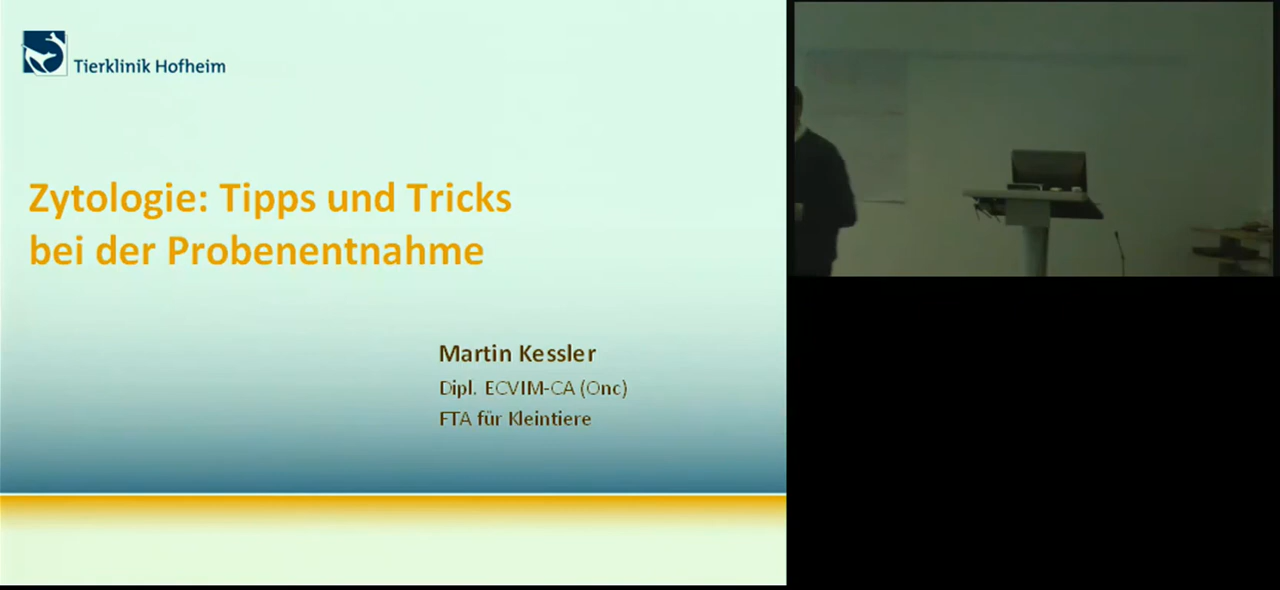 Tierklinik Hofheim
Zytologie: Tipps und Tricks
bei der Probenentnahme
Martin Kessler
Dipl. ECVIM-CA (Onc)
FTA für Kleintiere